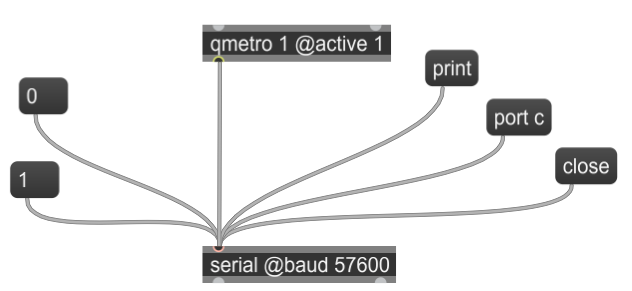 qmetro 1 @active 1
print
0
port c
1
close
serial @baud 57600